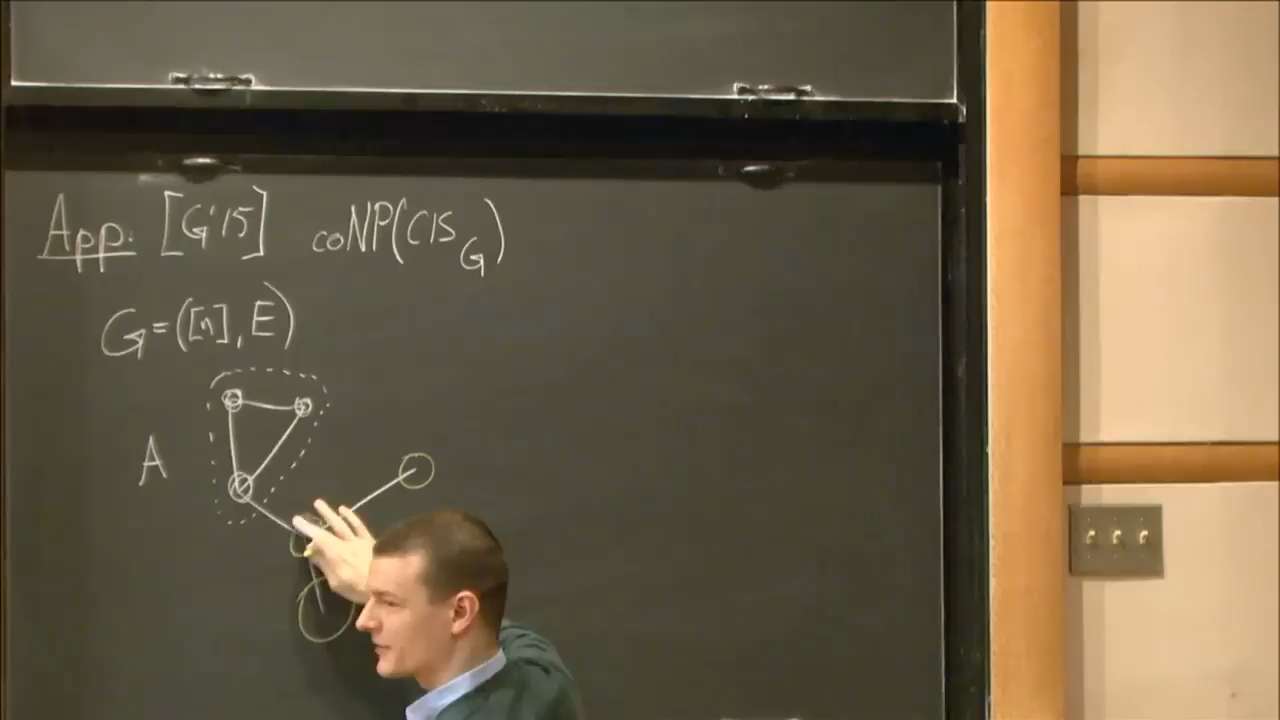 App. [G'15] coNP(CIS_G)
G=([n], E)
A